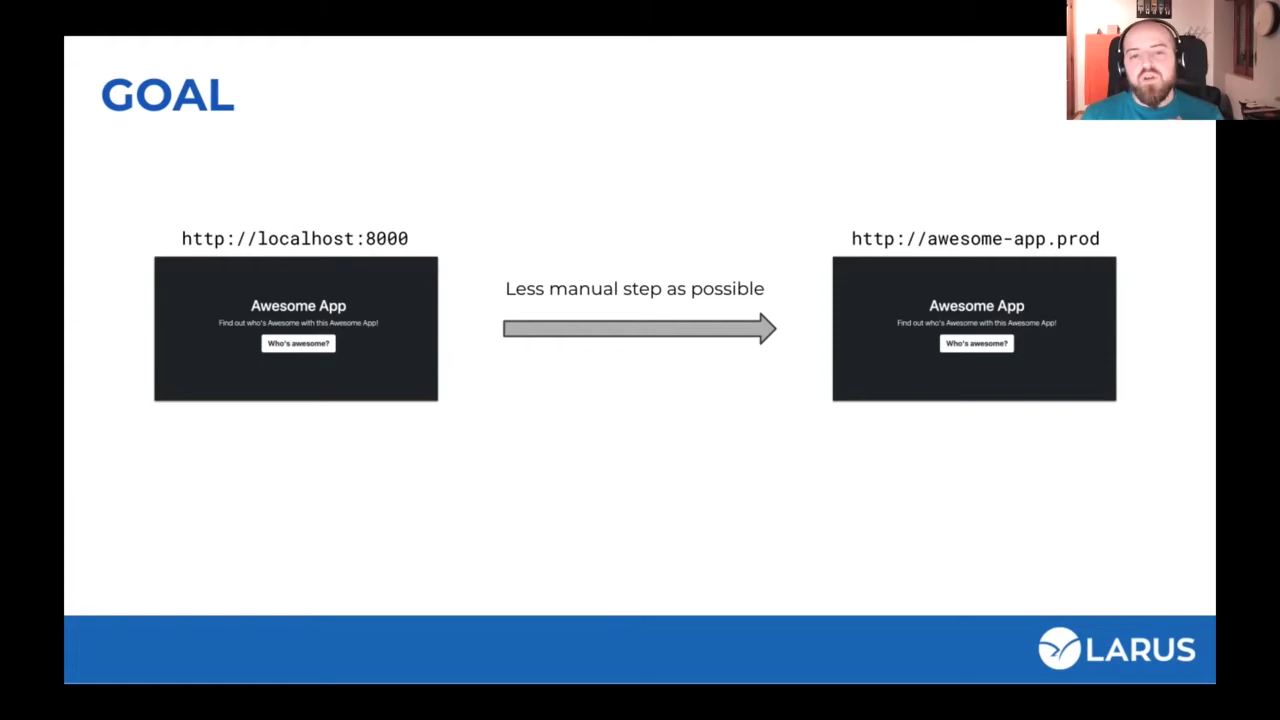 GOAL
http://localhost:8000
Awesome App
Find out who's Awesome with this Awesome App!
Who's awesome?
Less manual step as possible
http://awesome-app.prod
Awesome App
Find out who's Awesome with this Awesome App!
Who's awesome?
LARUS